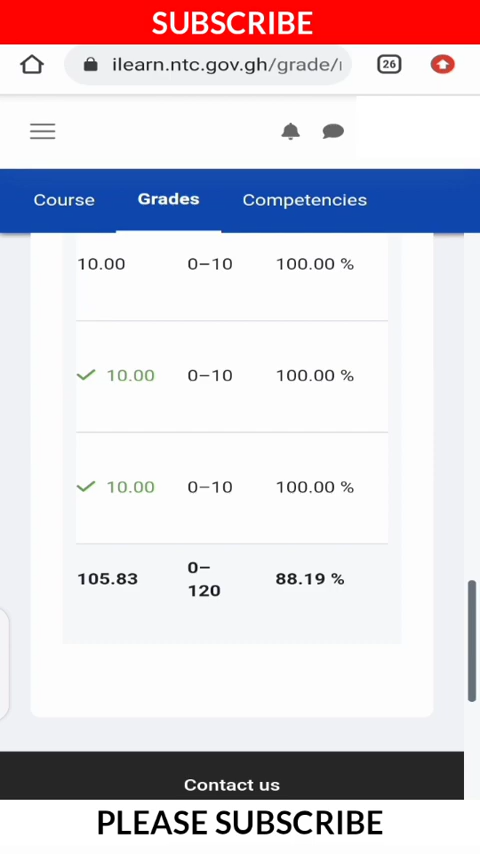 SUBSCRIBE
26
ilearn.ntc.gov.gh/grade/
Course Grades Competencies
10.00 0–10 100.00 %
10.00 0–10 100.00 %
10.00 0–10 100.00 %
105.83 0–120 88.19 %
Contact us
PLEASE SUBSCRIBE